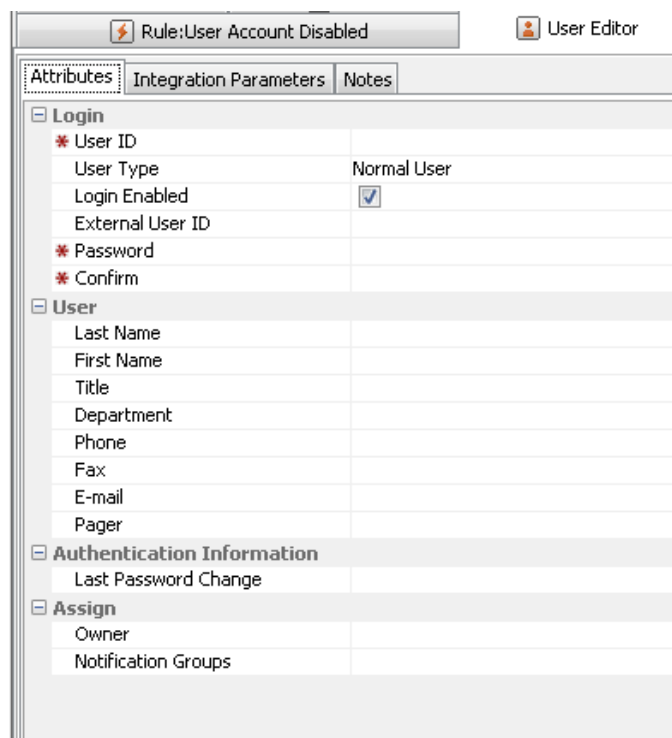 Rule:User Account Disabled
User Editor
Attributes
Integration Parameters
Notes
Login
User ID
User Type Normal User
Login Enabled
External User ID
Password
Confirm
User
Last Name
First Name
Title
Department
Phone
Fax
E-mail
Pager
Authentication Information
Last Password Change
Assign
Owner
Notification Groups